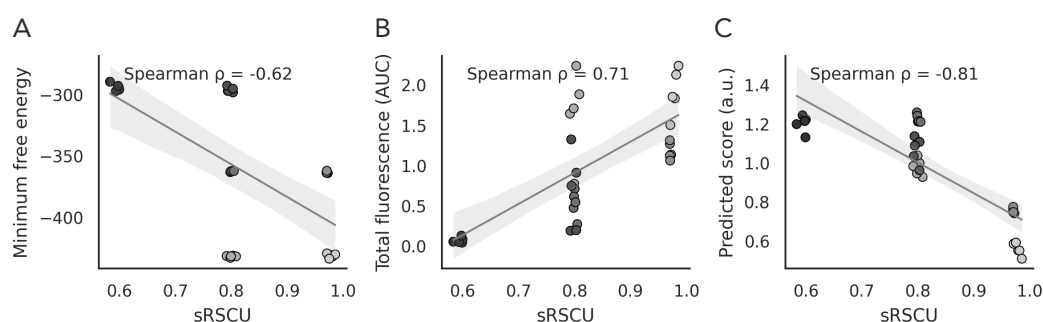 A
Minimum free energy
Spearman ρ = -0.62
−300
−350
−400
0.6 0.7 0.8 0.9 1.0
sRSCU
B
Total fluorescence (AUC)
Spearman ρ = 0.71
2.0
1.5
1.0
0.5
0.0
0.6 0.7 0.8 0.9 1.0
sRSCU
C
Predicted score (a.u.)
Spearman ρ = -0.81
1.4
1.2
1.0
0.8
0.6
0.6 0.7 0.8 0.9 1.0
sRSCU